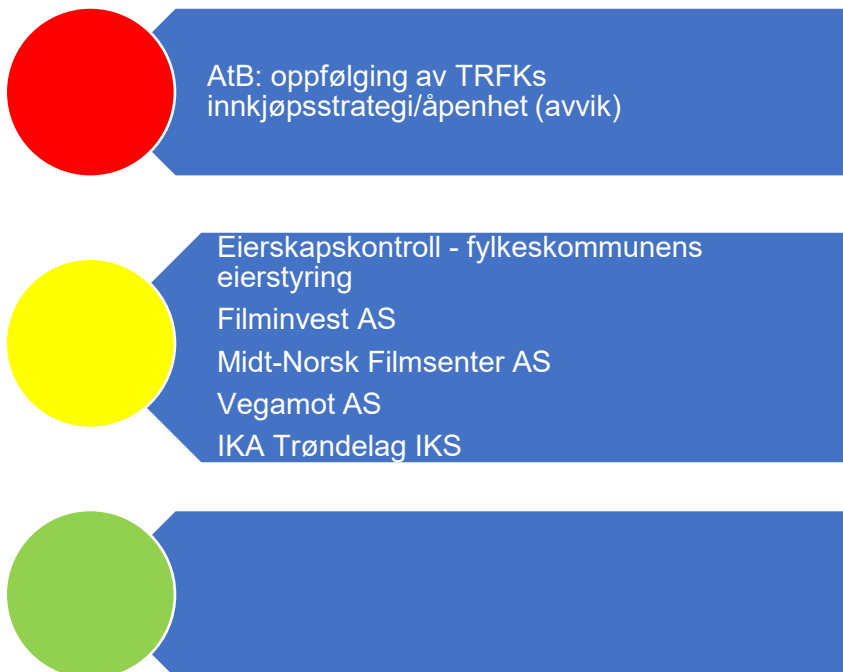 AtB: oppfølging av TRFKs
innkjøpsstrategi/åpenhet (avvik)
Eierskapskontroll - fylkeskommunens
eierstyring
Filminvest AS
Midt-Norsk Filmsenter AS
Vegamot AS
IKA Trøndelag IKS